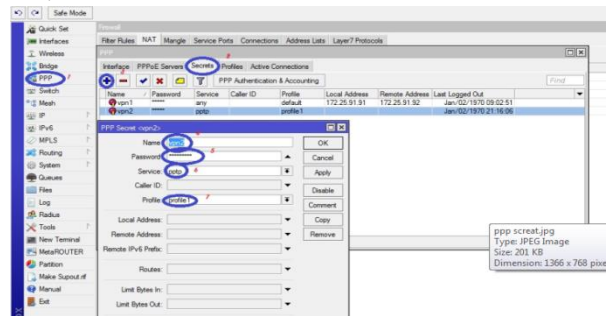 Safe Mode
Firewall
Quick Set
Interfaces
Wireless
Bridge
PPP
Switch
Mesh
IP
IPv6
MPLS
Routing
System
Queues
Files
Log
Radius
Tools
New Terminal
MetaROUTER
Partition
Make Supout.rif
Manual
Exit
Filter Rules NAT Mangle Service Ports Connections Address Lists Layer7 Protocols
PPP
Interface PPPoE Servers Secrets Profiles Active Connections
PPP Authentication & Accounting
Find
Name Password Service Caller ID Profile Local Address Remote Address Last Logged Out
vpn1 ***** any default 172.25.91.91 172.25.91.92 Jan/02/1970 09:02:51
vpn2 ***** pptp profile1 Jan/02/1970 21:16:06
PPP Secret <vpn2>
Name: vpn2
Password: *********
Service: pptp
Caller ID:
Profile: profile1
Local Address:
Remote Address:
Remote IPv6 Prefix:
Routes:
Limit Bytes In:
Limit Bytes Out:
OK
Cancel
Apply
Disable
Comment
Copy
Remove
ppp screat.jpg
Type: JPEG Image
Size: 201 KB
Dimension: 1366 x 768 pixe